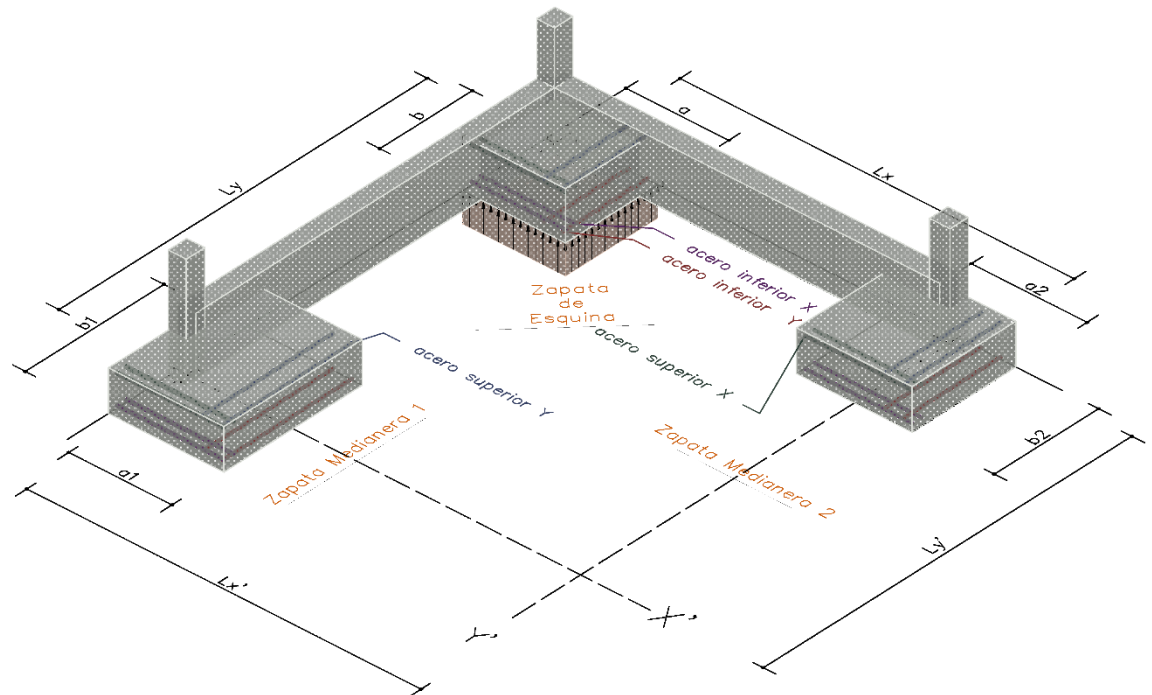 b
a
Ly
Lx
acero inferior X
acero inferior Y
a2
b1
Zapata
de
Esquina
acero superior Y
acero superior X
b2
Zapata Medianera 1
Zapata Medianera 2
a1
Lx'
Ly'
Y'
X'